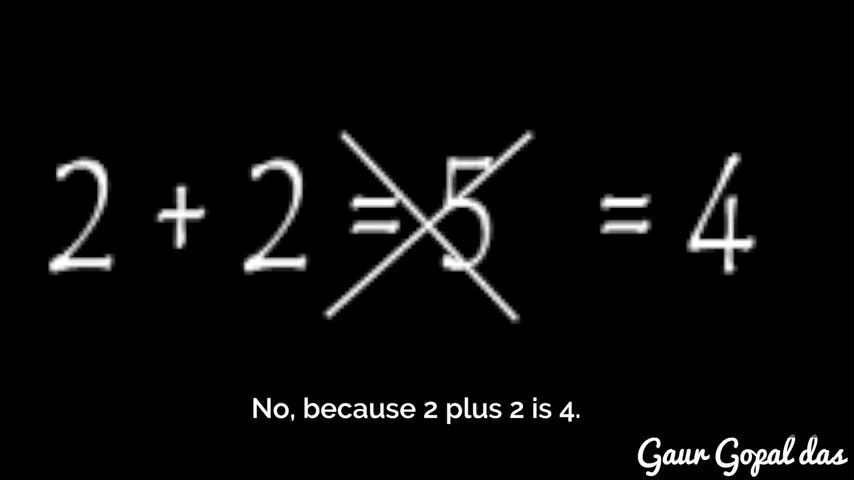 2 + 2 = 5 = 4
No, because 2 plus 2 is 4.
Gaur Gopal das